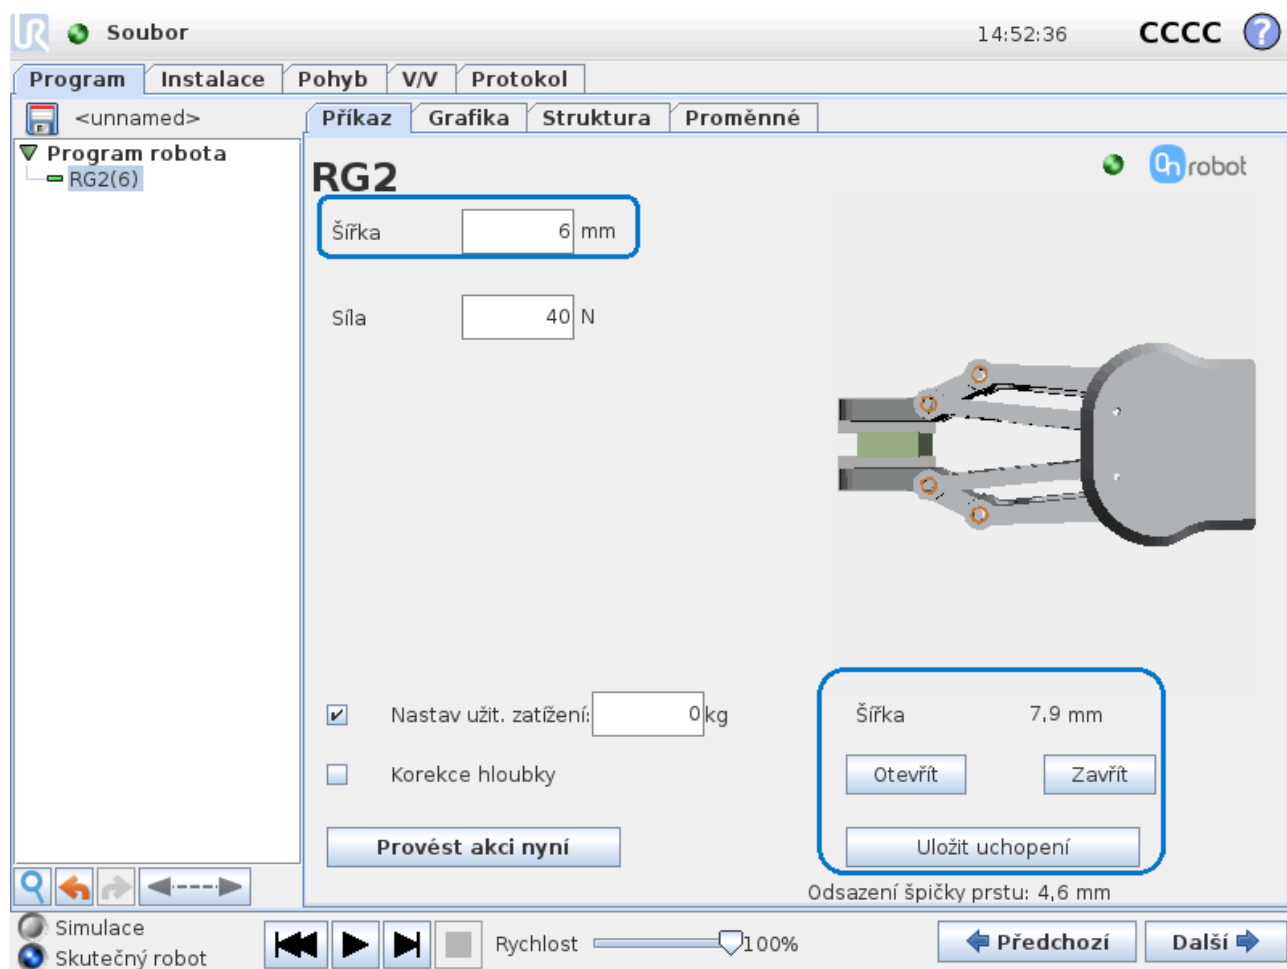 Soubor 14:52:36 CCCC ?
Program Instalace Pohyb V/V Protokol
<unnamed> Příkaz Grafika Struktura Proměnné
Program robota
RG2(6)
RG2
On robot
Šířka 6 mm
Síla 40 N
Nastav užit. zatížení: 0 kg Šířka 7,9 mm
Korekce hloubky Otevřít Zavřít
Provést akci nyní Uložit uchopení
Odsazení špičky prstu: 4,6 mm
Simulace
Skutečný robot
Rychlost 100% Předchozí Další